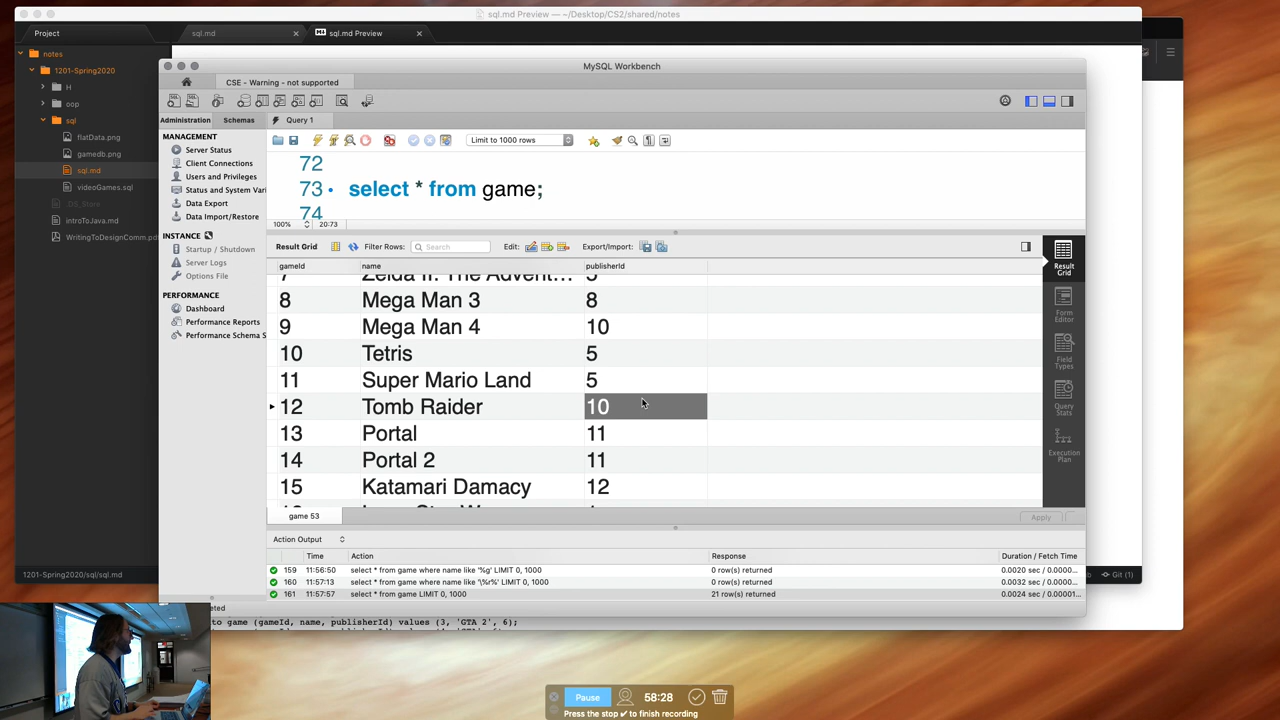 sql.md Preview — ~/Desktop/CS2/shared/notes
Project
sql.md
sql.md Preview
notes
1201-Spring2020
H
oop
sql
flatData.png
gamedb.png
sql.md
videoGames.sql
.DS_Store
introToJava.md
WritingToDesignComm.pd
MySQL Workbench
CSE - Warning - not supported
Administration
Schemas
Query 1
MANAGEMENT
Server Status
Client Connections
Users and Privileges
Status and System Vari
Data Export
Data Import/Restore
INSTANCE
Startup / Shutdown
Server Logs
Options File
PERFORMANCE
Dashboard
Performance Reports
Performance Schema S
Limit to 1000 rows
72
73 select * from game;
74
100% 20:73
Result Grid Filter Rows: Search Edit: Export/Import:
gameId name publisherId
7 Zelda II: The Advent... 5
8 Mega Man 3 8
9 Mega Man 4 10
10 Tetris 5
11 Super Mario Land 5
12 Tomb Raider 10
13 Portal 11
14 Portal 2 11
15 Katamari Damacy 12
Result Grid
Form Editor
Field Types
Query Stats
Execution Plan
game 53
Apply
Action Output
Time Action Response Duration / Fetch Time
159 11:56:50 select * from game where name like '%g' LIMIT 0, 1000 0 row(s) returned 0.0020 sec / 0.0000...
160 11:57:13 select * from game where name like '\%r%' LIMIT 0, 1000 0 row(s) returned 0.0032 sec / 0.0000...
161 11:57:57 select * from game LIMIT 0, 1000 21 row(s) returned 0.0024 sec / 0.00001...
1201-Spring2020/sql/sql.md
Git (1)
to game (gameId, name, publisherId) values (3, 'GTA 2', 6);
Pause
58:28
Press the stop ✔ to finish recording